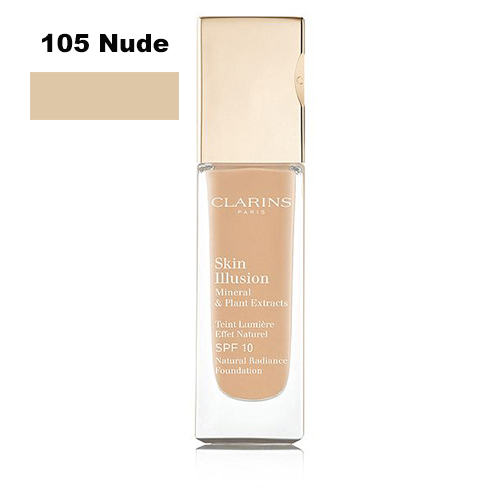 105 Nude
CLARINS
PARIS
Skin
Illusion
Mineral
& Plant Extracts
Teint Lumière
Effet Naturel
SPF 10
Natural Radiance
Foundation